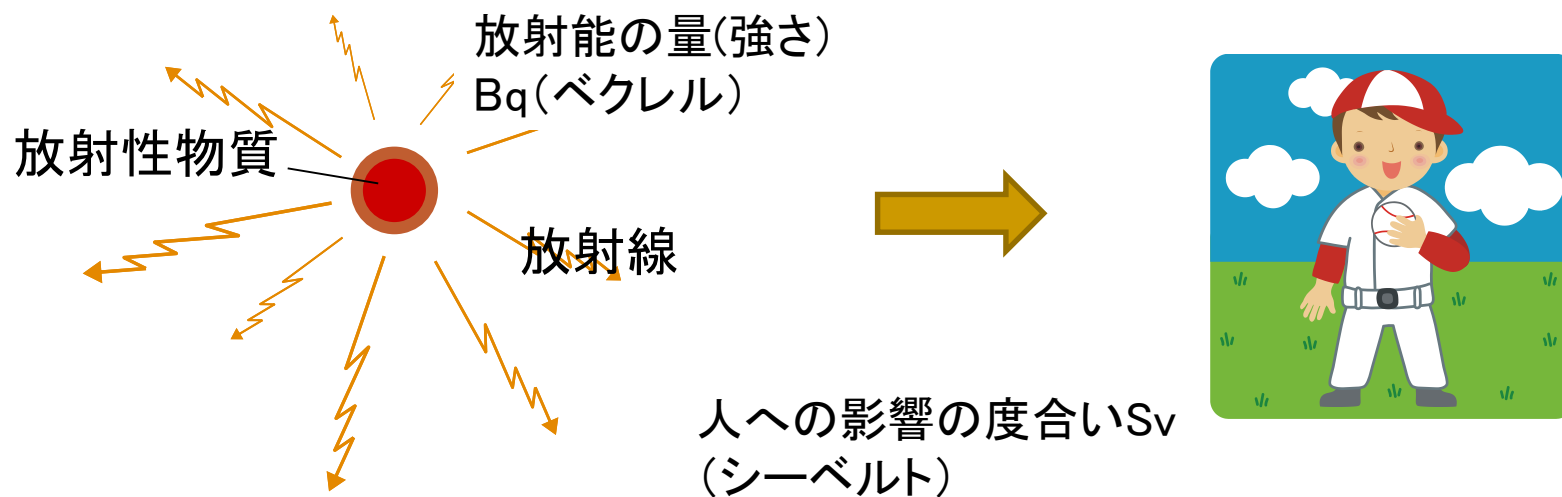 放射能の量(強さ)
Bq(ベクレル)
放射性物質
放射線
人への影響の度合いSv
(シーベルト)